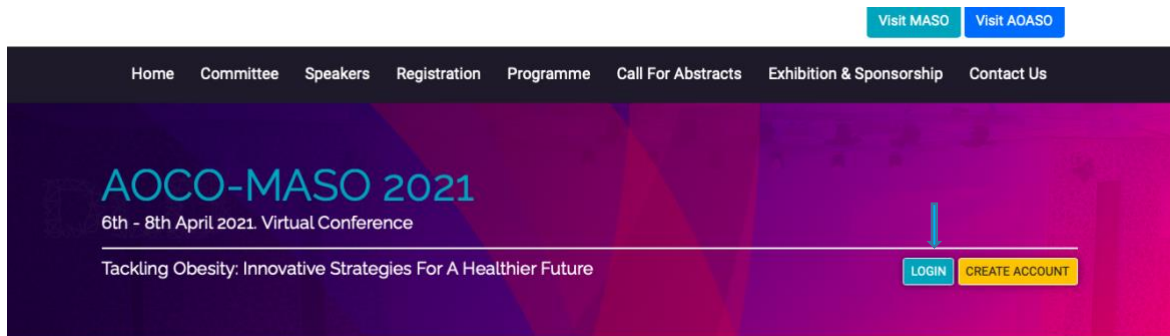 Visit MASO Visit AOASO
Home Committee Speakers Registration Programme Call For Abstracts Exhibition & Sponsorship Contact Us
AOCO-MASO 2021
6th - 8th April 2021. Virtual Conference
Tackling Obesity: Innovative Strategies For A Healthier Future
LOGIN CREATE ACCOUNT